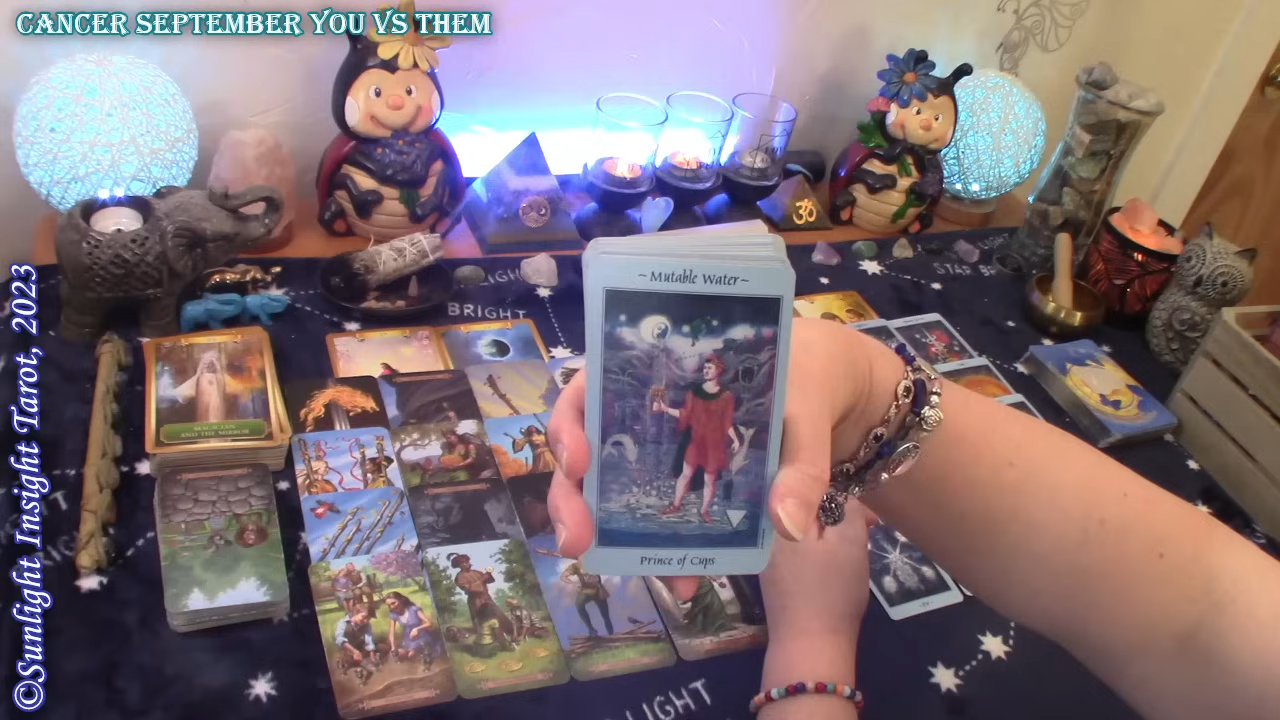 CANCER SEPTEMBER YOU VS THEM
©Sunlight Insight Tarot, 2023
~Mutable Water~
Prince of Cups
MAGICIAN
AND THE MIRROR
BRIGHT
LIGHT
STAR
LIGHT